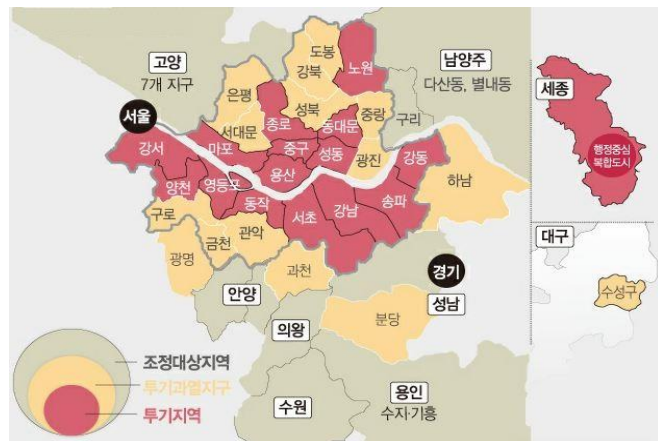 고양
7개 지구
남양주
다산동, 별내동
서울
도봉
강북
노원
은평
성북
중랑
구리
서대문
종로
동대문
강서
마포
중구
성동
광진
강동
양천
영등포
용산
하남
동작
서초
강남
송파
구로
금천
관악
광명
과천
경기
안양
성남
분당
의왕
수원
용인
수지·기흥
세종
행정중심
복합도시
대구
수성구
조정대상지역
투기과열지구
투기지역